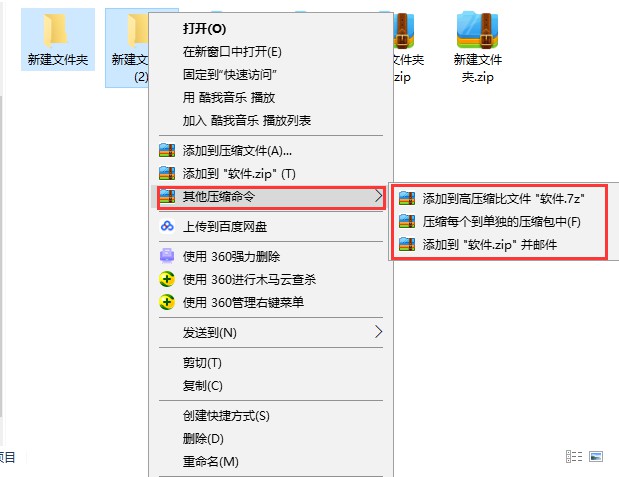 新建文件夹
新建文件夹
(2)
文件夹
.zip
新建文件
夹.zip
打开(O)
在新窗口中打开(E)
固定到"快速访问"
用 酷我音乐 播放
加入 酷我音乐 播放列表
添加到压缩文件(A)...
添加到 "软件.zip" (T)
其他压缩命令
添加到高压缩比文件 "软件.7z"
压缩每个到单独的压缩包中(F)
添加到 "软件.zip" 并邮件
上传到百度网盘
使用 360强力删除
使用 360进行木马云查杀
使用 360管理右键菜单
发送到(N)
剪切(T)
复制(C)
创建快捷方式(S)
删除(D)
重命名(M)
项目